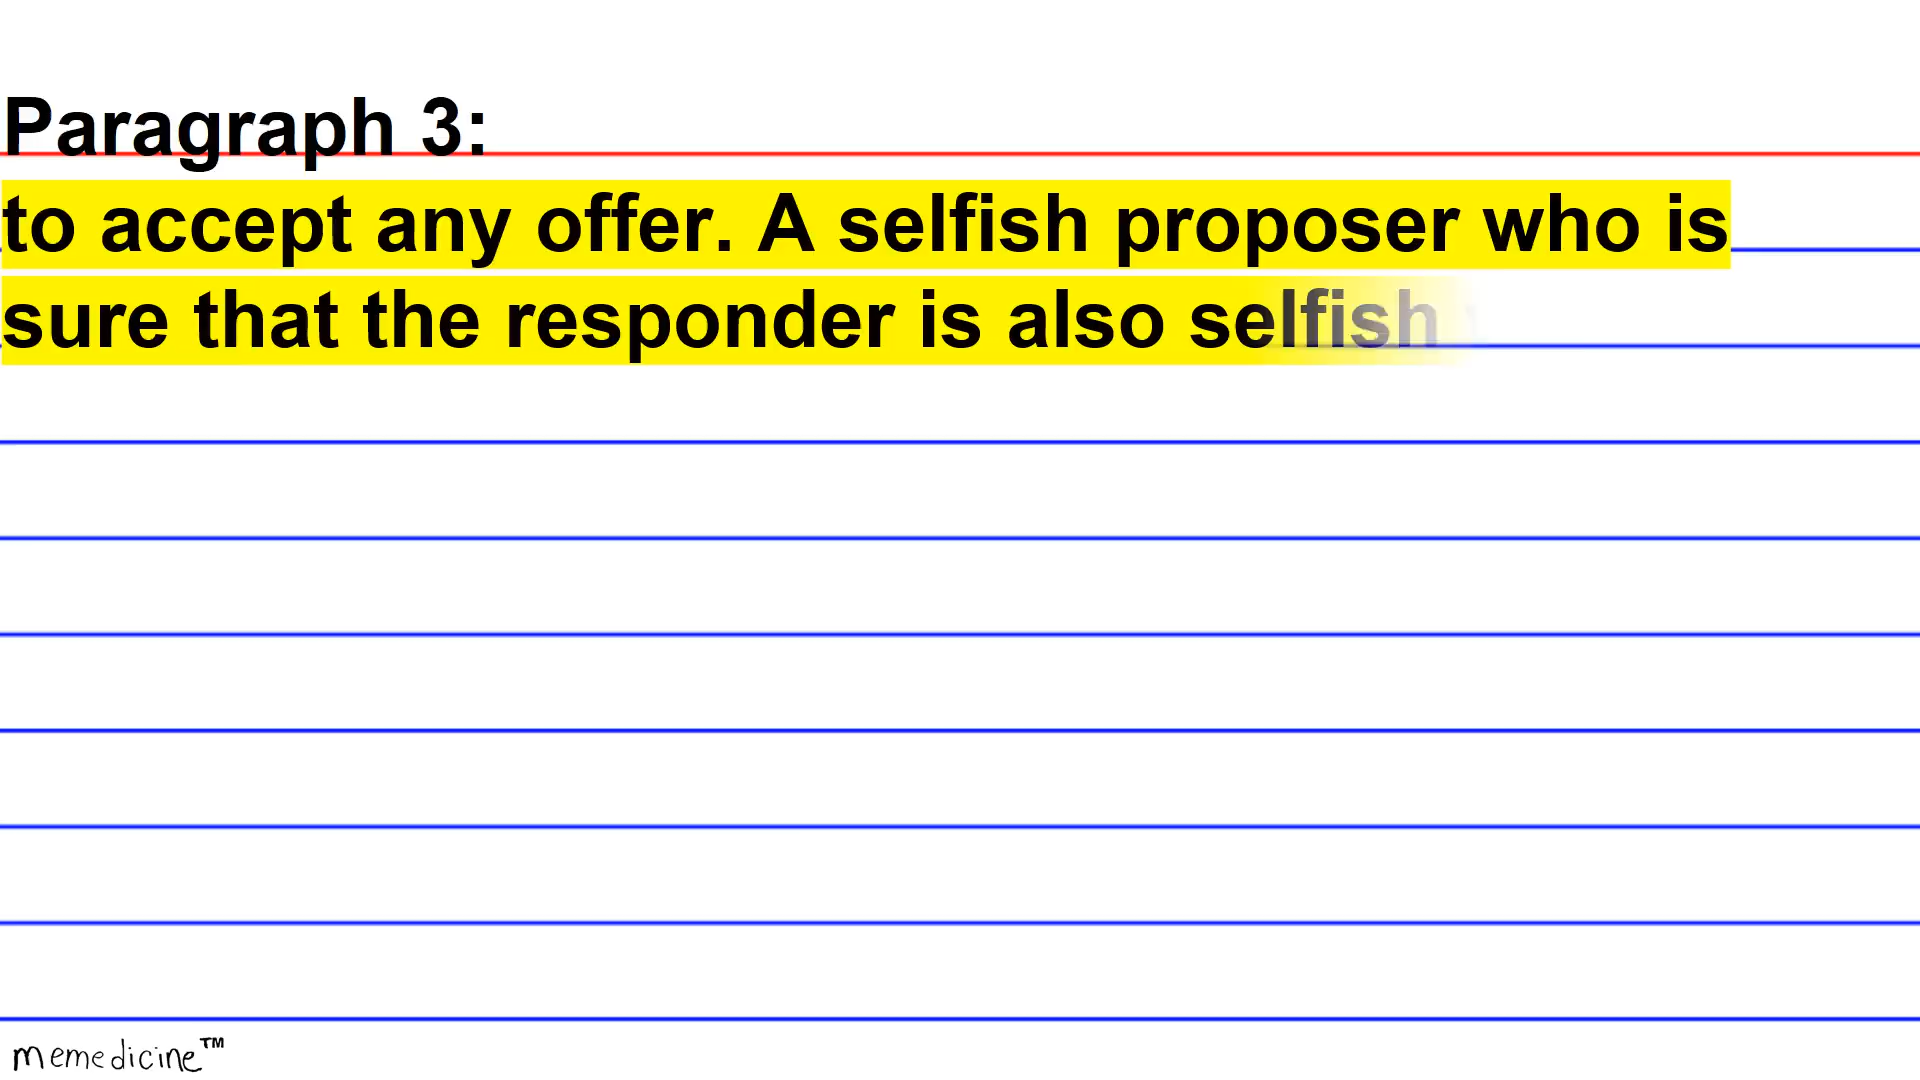 Paragraph 3:
to accept any offer. A selfish proposer who is
sure that the responder is also selfish
memedicine™